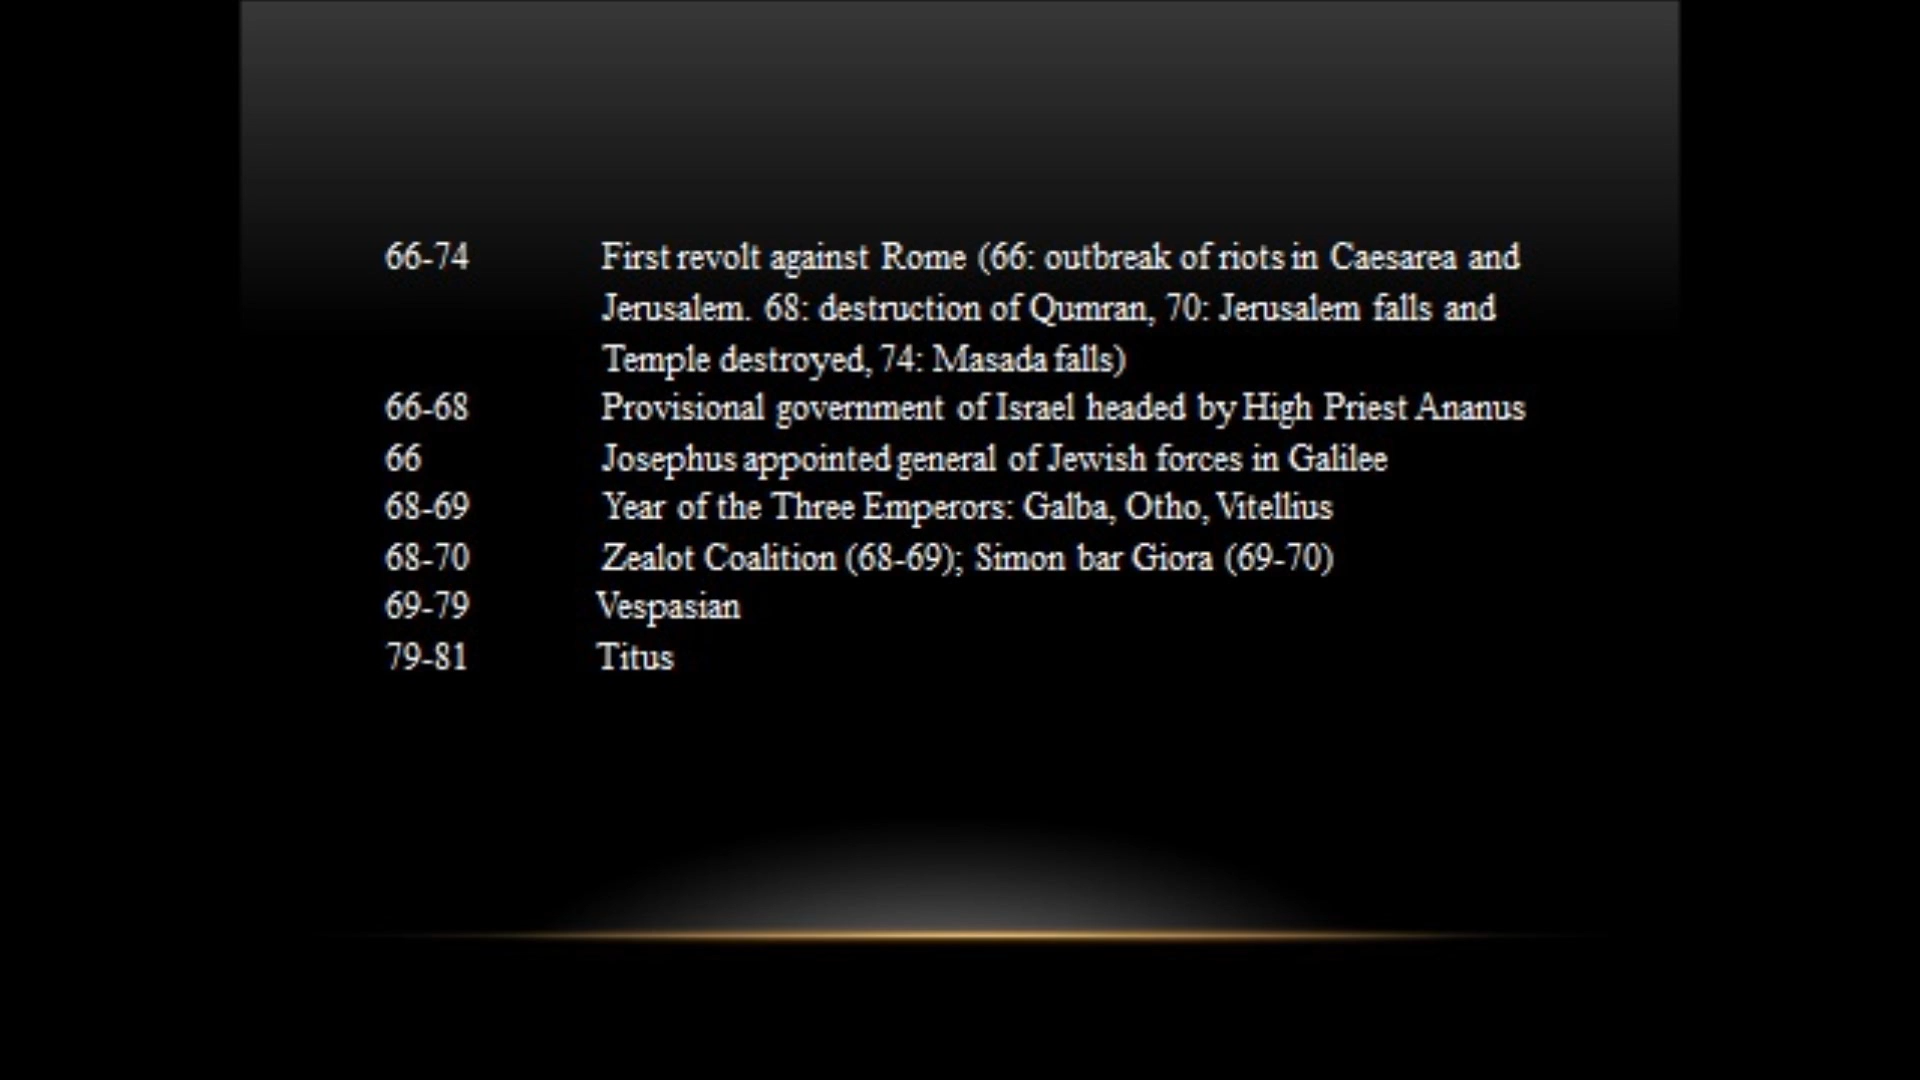 66-74 First revolt against Rome (66: outbreak of riots in Caesarea and
Jerusalem. 68: destruction of Qumran, 70: Jerusalem falls and
Temple destroyed, 74: Masada falls)
66-68 Provisional government of Israel headed by High Priest Ananus
66 Josephus appointed general of Jewish forces in Galilee
68-69 Year of the Three Emperors: Galba, Otho, Vitellius
68-70 Zealot Coalition (68-69); Simon bar Giora (69-70)
69-79 Vespasian
79-81 Titus